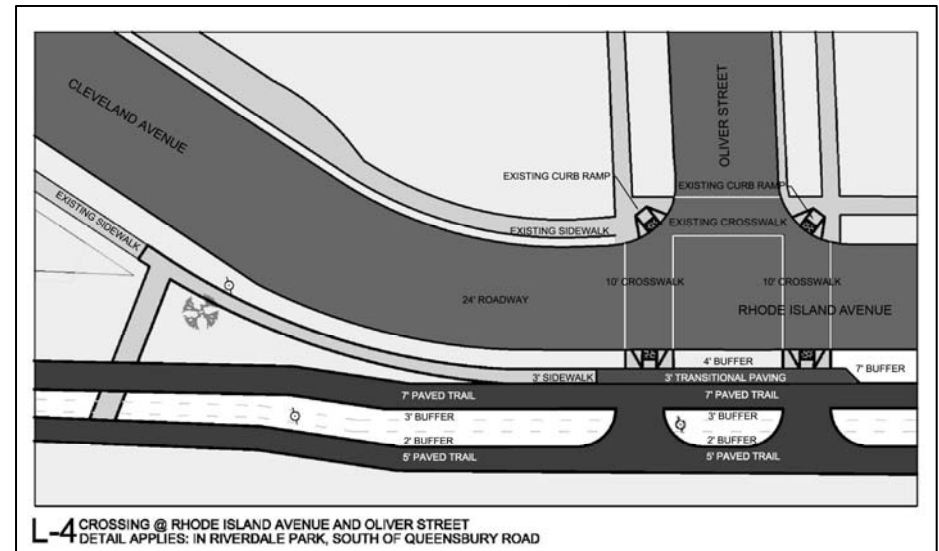 CLEVELAND AVENUE
OLIVER STREET
EXISTING CURB RAMP
EXISTING CURB RAMP
EXISTING SIDEWALK
EXISTING SIDEWALK
EXISTING CROSSWALK
10' CROSSWALK
10' CROSSWALK
24' ROADWAY
RHODE ISLAND AVENUE
4' BUFFER
7' BUFFER
3' SIDEWALK
3' TRANSITIONAL PAVING
7' PAVED TRAIL
7' PAVED TRAIL
3' BUFFER
3' BUFFER
2' BUFFER
2' BUFFER
5' PAVED TRAIL
5' PAVED TRAIL
L-4 CROSSING @ RHODE ISLAND AVENUE AND OLIVER STREET
DETAIL APPLIES: IN RIVERDALE PARK, SOUTH OF QUEENSBURY ROAD